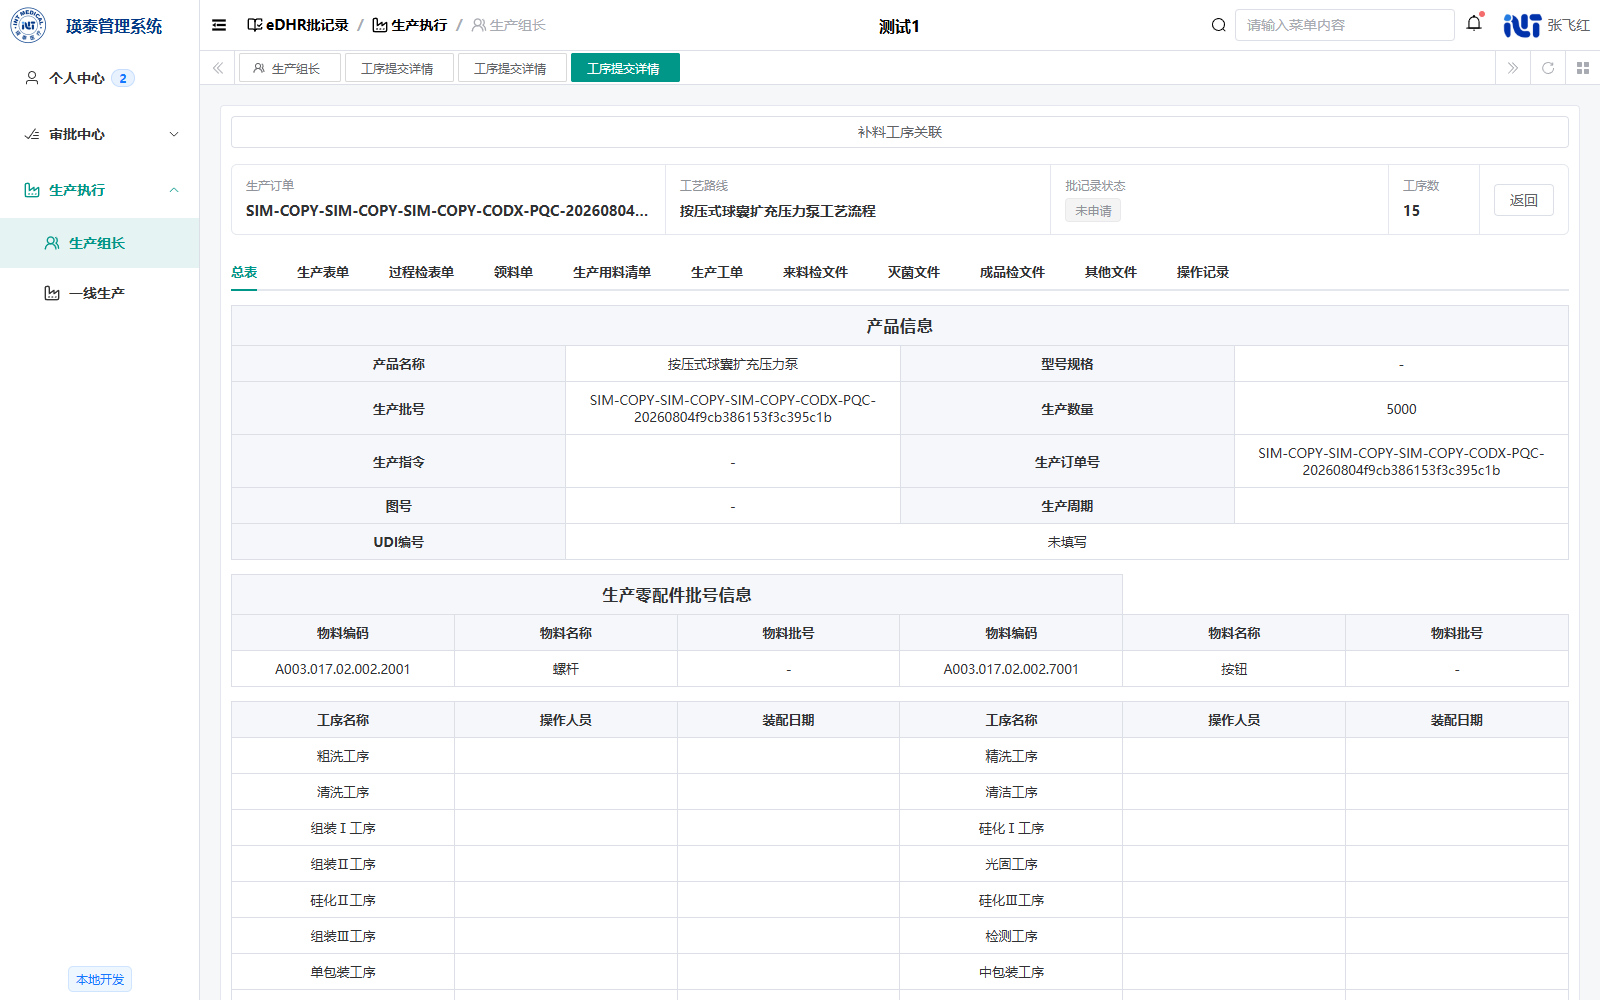 瑛泰管理系统
eDHR批记录 / 生产执行 / 生产组长
测试1
请输入菜单内容
张飞红
个人中心 2
审批中心
生产执行
生产组长
一线生产
本地开发
生产组长
工序提交详情
工序提交详情
工序提交详情
补料工序关联
生产订单
SIM-COPY-SIM-COPY-SIM-COPY-CODX-PQC-20260804...
工艺路线
按压式球囊扩充压力泵工艺流程
批记录状态
未申请
工序数
15
返回
总表 生产表单 过程检表单 领料单 生产用料清单 生产工单 来料检文件 灭菌文件 成品检文件 其他文件 操作记录
产品信息
产品名称 按压式球囊扩充压力泵 型号规格 -
生产批号 SIM-COPY-SIM-COPY-SIM-COPY-CODX-PQC-
20260804f9cb386153f3c395c1b 生产数量 5000
生产指令 - 生产订单号 SIM-COPY-SIM-COPY-SIM-COPY-CODX-PQC-
20260804f9cb386153f3c395c1b
图号 - 生产周期
UDI编号 未填写
生产零配件批号信息
物料编码 物料名称 物料批号 物料编码 物料名称 物料批号
A003.017.02.002.2001 螺杆 - A003.017.02.002.7001 按钮 -
工序名称 操作人员 装配日期 工序名称 操作人员 装配日期
粗洗工序 精洗工序
清洗工序 清洁工序
组装Ⅰ工序 硅化Ⅰ工序
组装Ⅱ工序 光固工序
硅化Ⅱ工序 硅化Ⅲ工序
组装Ⅲ工序 检测工序
单包装工序 中包装工序